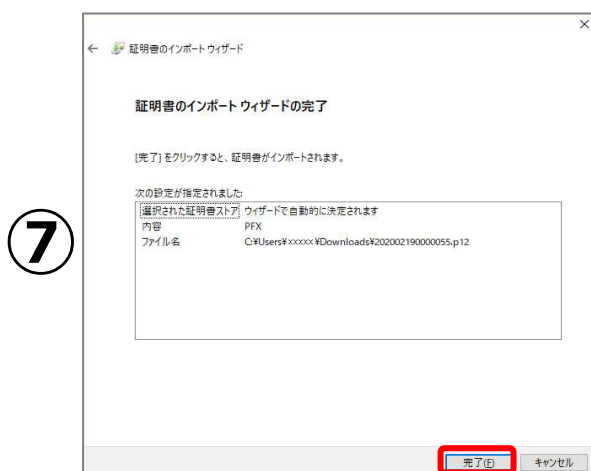 ← 証明書のインポート ウィザード
証明書のインポート ウィザードの完了
[完了] をクリックすると、証明書がインポートされます。
次の設定が指定されました:
選択された証明書ストア ウィザードで自動的に決定されます
内容 PFX
ファイル名 C:¥Users¥xxxxx¥Downloads¥202002190000055.p12
⑦
完了(F) キャンセル